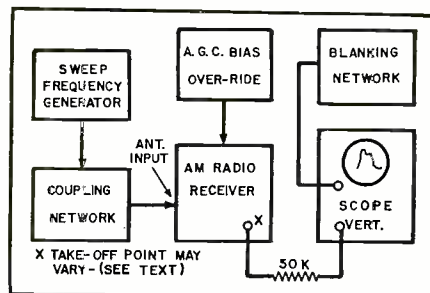 SWEEP
FREQUENCY
GENERATOR
A.G.C. BIAS
OVER-RIDE
BLANKING
NETWORK
ANT.
INPUT
COUPLING
NETWORK
AM RADIO
RECEIVER
X
SCOPE
VERT.
X TAKE-OFF POINT MAY
VARY-(SEE TEXT)
50K